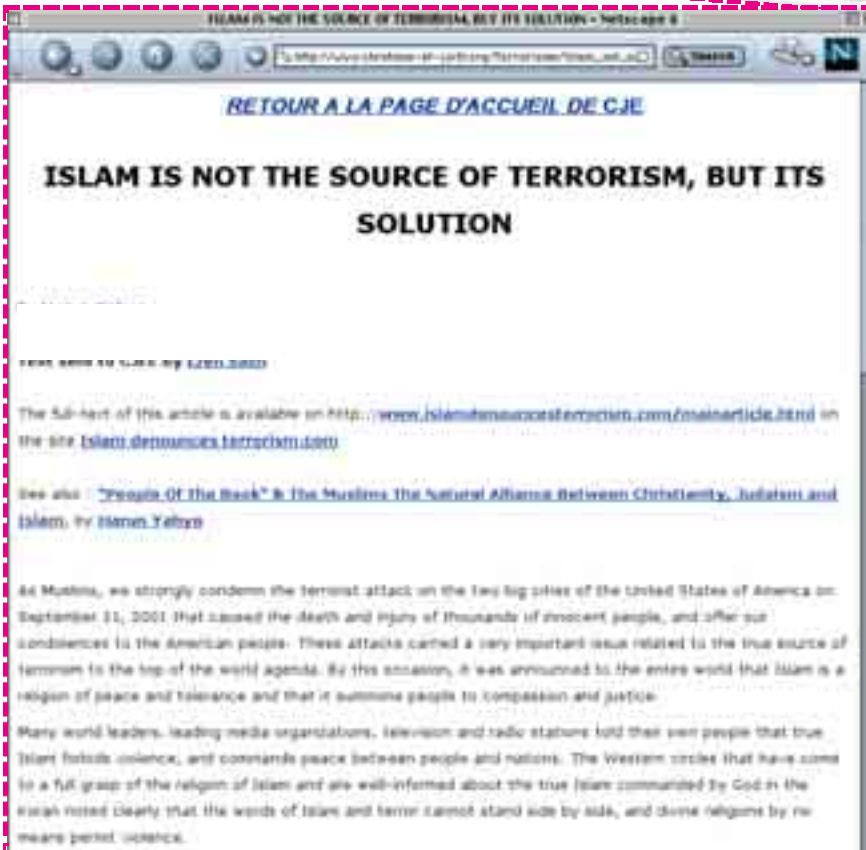 ISLAM IS NOT THE SOURCE OF TERRORISM, BUT ITS SOLUTION - Netscape 6
Search
N
RETOUR A LA PAGE D'ACCUEIL DE CJE
ISLAM IS NOT THE SOURCE OF TERRORISM, BUT ITS
SOLUTION
Text sent to CJE by
The full text of this article is available on http://www.islamdenouncesterrorism.com/mainarticle.html on
the site Islam denounces terrorism.com
See also : "People Of the Book" & The Muslims The Natural Alliance Between Christianity, Judaism and
Islam, by Harun Yahya
As Muslims, we strongly condemn the terrorist attack on the two big cities of the United States of America on
September 11, 2001 that caused the death and injury of thousands of innocent people, and offer our
condolences to the American people. These attacks carried a very important issue related to the true source of
terrorism to the top of the world agenda. By this occasion, it was announced to the entire world that Islam is a
religion of peace and tolerance and that it summons people to compassion and justice.
Many world leaders, leading media organizations, television and radio stations told their own people that true
Islam forbids violence, and commands peace between people and nations. The Western circles that have come
to a full grasp of the religion of Islam and are well-informed about the true Islam commanded by God in the
Koran noted clearly that the words of Islam and terror cannot stand side by side, and divine religions by no
means permit violence.